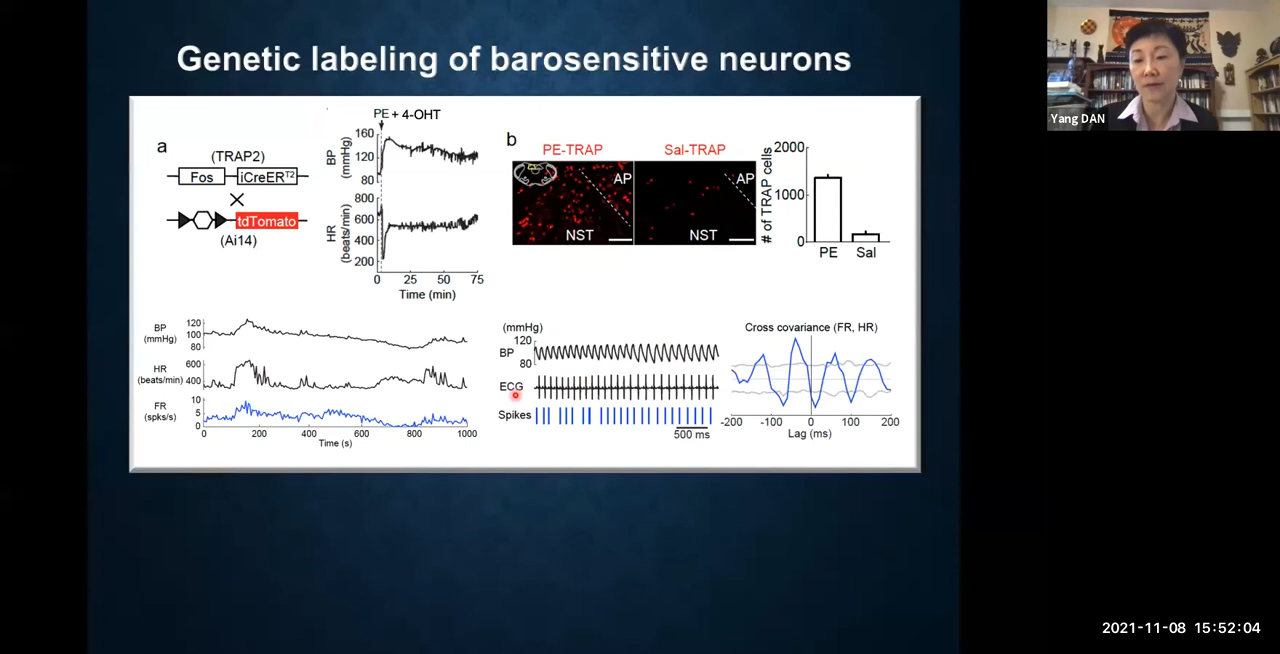 Genetic labeling of barosensitive neurons
Yang DAN
a
(TRAP2)
Fos
iCreERT2
tdTomato
(Ai14)
PE + 4-OHT
BP
(mmHg)
160
120
80
HR
(beats/min)
800
600
400
200
0 25 50 75
Time (min)
b
PE-TRAP
Sal-TRAP
AP
NST
AP
NST
# of TRAP cells
2000
1000
0
PE Sal
BP
(mmHg)
120
100
80
HR
(beats/min)
600
400
FR
(spks/s)
10
5
0
0 200 400 600 800 1000
Time (s)
(mmHg)
BP
120
80
ECG
Spikes
500 ms
Cross covariance (FR, HR)
-200 -100 0 100 200
Lag (ms)
2021-11-08 15:52:04